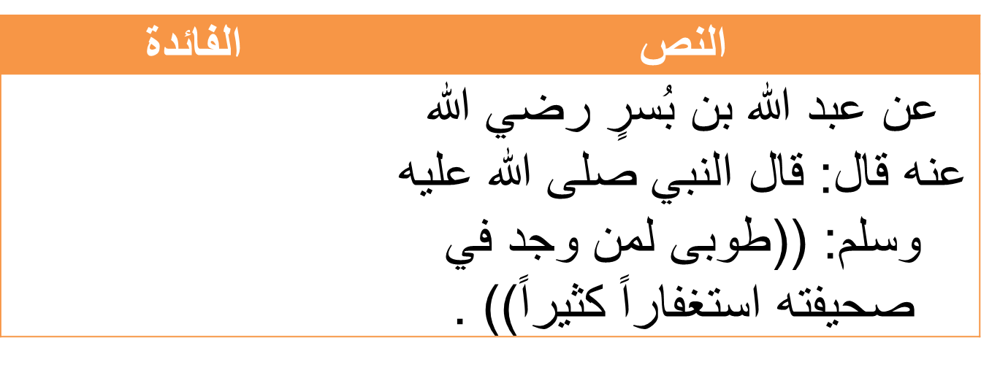 النص الفائدة
عن عبد الله بن بُسرٍ رضي الله
عنه قال: قال النبي صلى الله عليه
وسلم: ((طوبى لمن وجد في
صحيفته استغفاراً كثيراً)) .